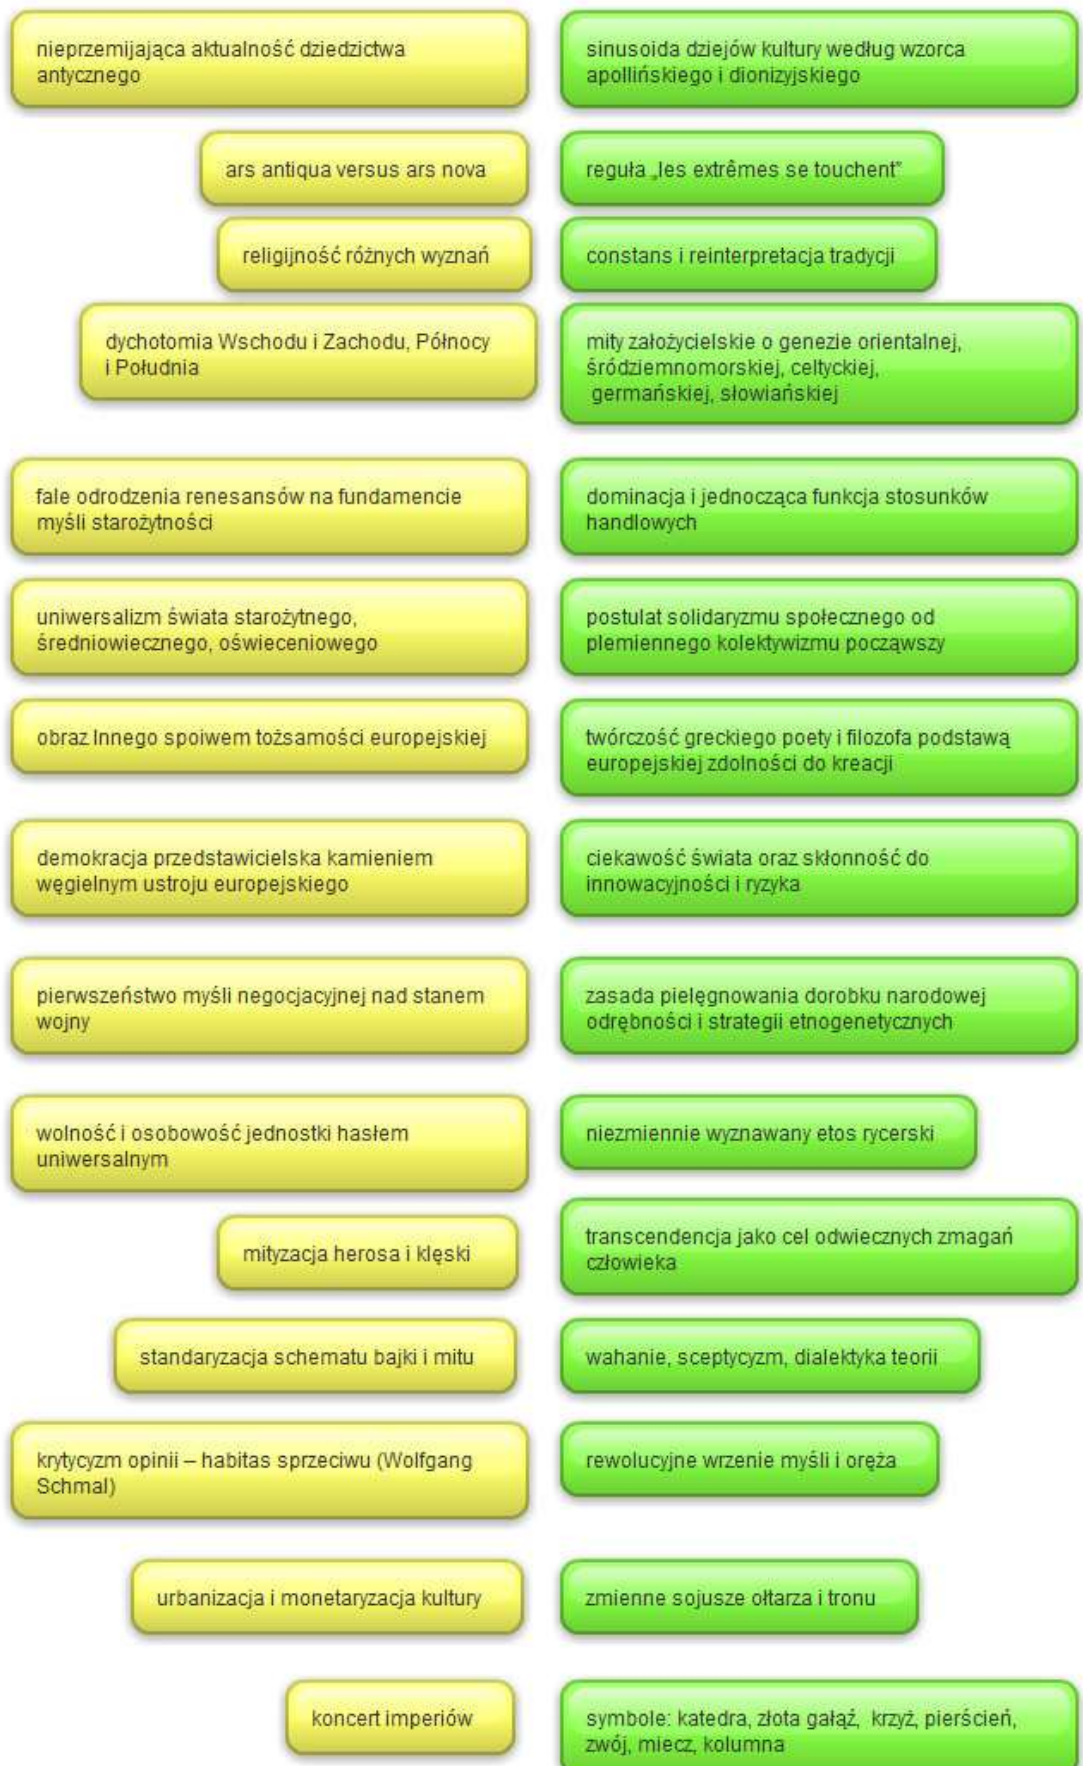 nieprzemijająca aktualność dziedzictwa
antycznego
sinusoida dziejów kultury według wzorca
apollińskiego i dionizyjskiego
ars antiqua versus ars nova
reguła „les extrêmes se touchent”
religijność różnych wyznań
constans i reinterpretacja tradycji
dychotomia Wschodu i Zachodu, Północy
i Południa
mity założycielskie o genezie orientalnej,
śródziemnomorskiej, celtyckiej,
germańskiej, słowiańskiej
fale odrodzenia renesansów na fundamencie
myśli starożytności
dominacja i jednocząca funkcja stosunków
handlowych
uniwersalizm świata starożytnego,
średniowiecznego, oświeceniowego
postulat solidaryzmu społecznego od
plemiennego kolektywizmu począwszy
obraz Innego spoiwem tożsamości europejskiej
twórczość greckiego poety i filozofa podstawą
europejskiej zdolności do kreacji
demokracja przedstawicielska kamieniem
węgielnym ustroju europejskiego
ciekawość świata oraz skłonność do
innowacyjności i ryzyka
pierwszeństwo myśli negocjacyjnej nad stanem
wojny
zasada pielęgnowania dorobku narodowej
odrębności i strategii etnogenetycznych
wolność i osobowość jednostki hasłem
uniwersalnym
niezmiennie wyznawany etos rycerski
mityzacja herosa i klęski
transcendencja jako cel odwiecznych zmagań
człowieka
standaryzacja schematu bajki i mitu
wahanie, sceptycyzm, dialektyka teorii
krytycyzm opinii – habitas sprzeciwu (Wolfgang
Schmal)
rewolucyjne wrzenie myśli i oręża
urbanizacja i monetaryzacja kultury
zmienne sojusze ołtarza i tronu
koncert imperiów
symbole: katedra, złota gałąź, krzyż, pierścień,
zwój, miecz, kolumna